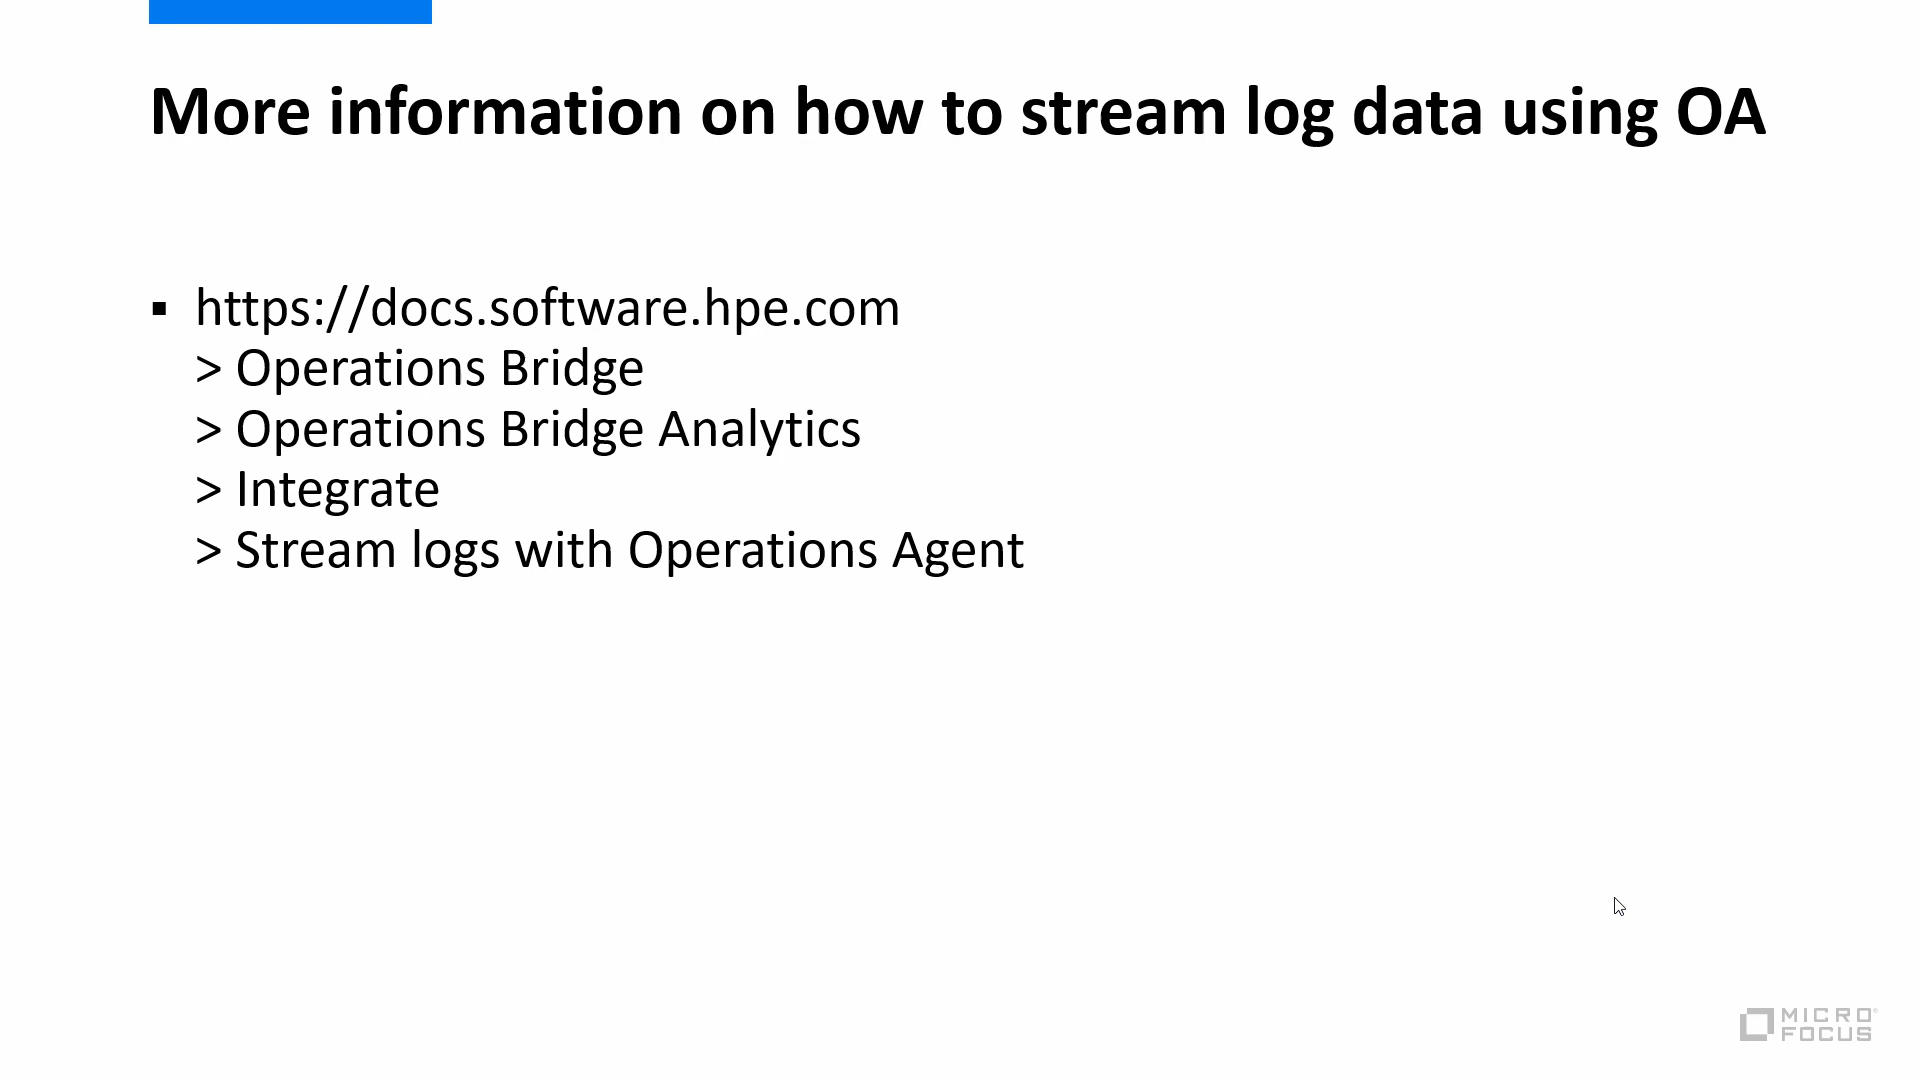 More information on how to stream log data using OA
▪ https://docs.software.hpe.com
> Operations Bridge
> Operations Bridge Analytics
> Integrate
> Stream logs with Operations Agent
MICRO
FOCUS